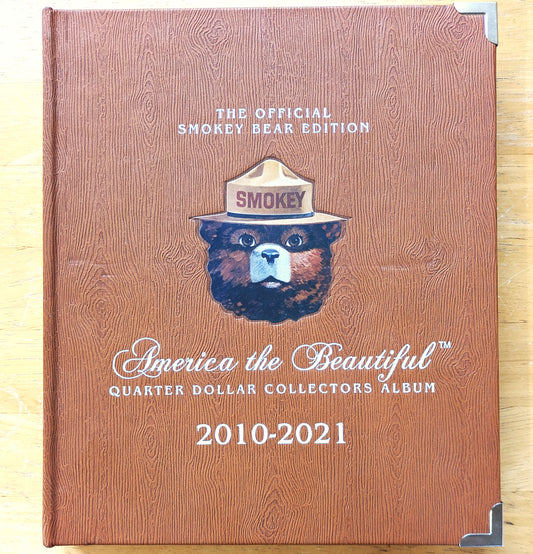 THE OFFICIAL
SMOKEY BEAR EDITION
SMOKEY
America the Beautiful™
QUARTER DOLLAR COLLECTORS ALBUM
2010-2021